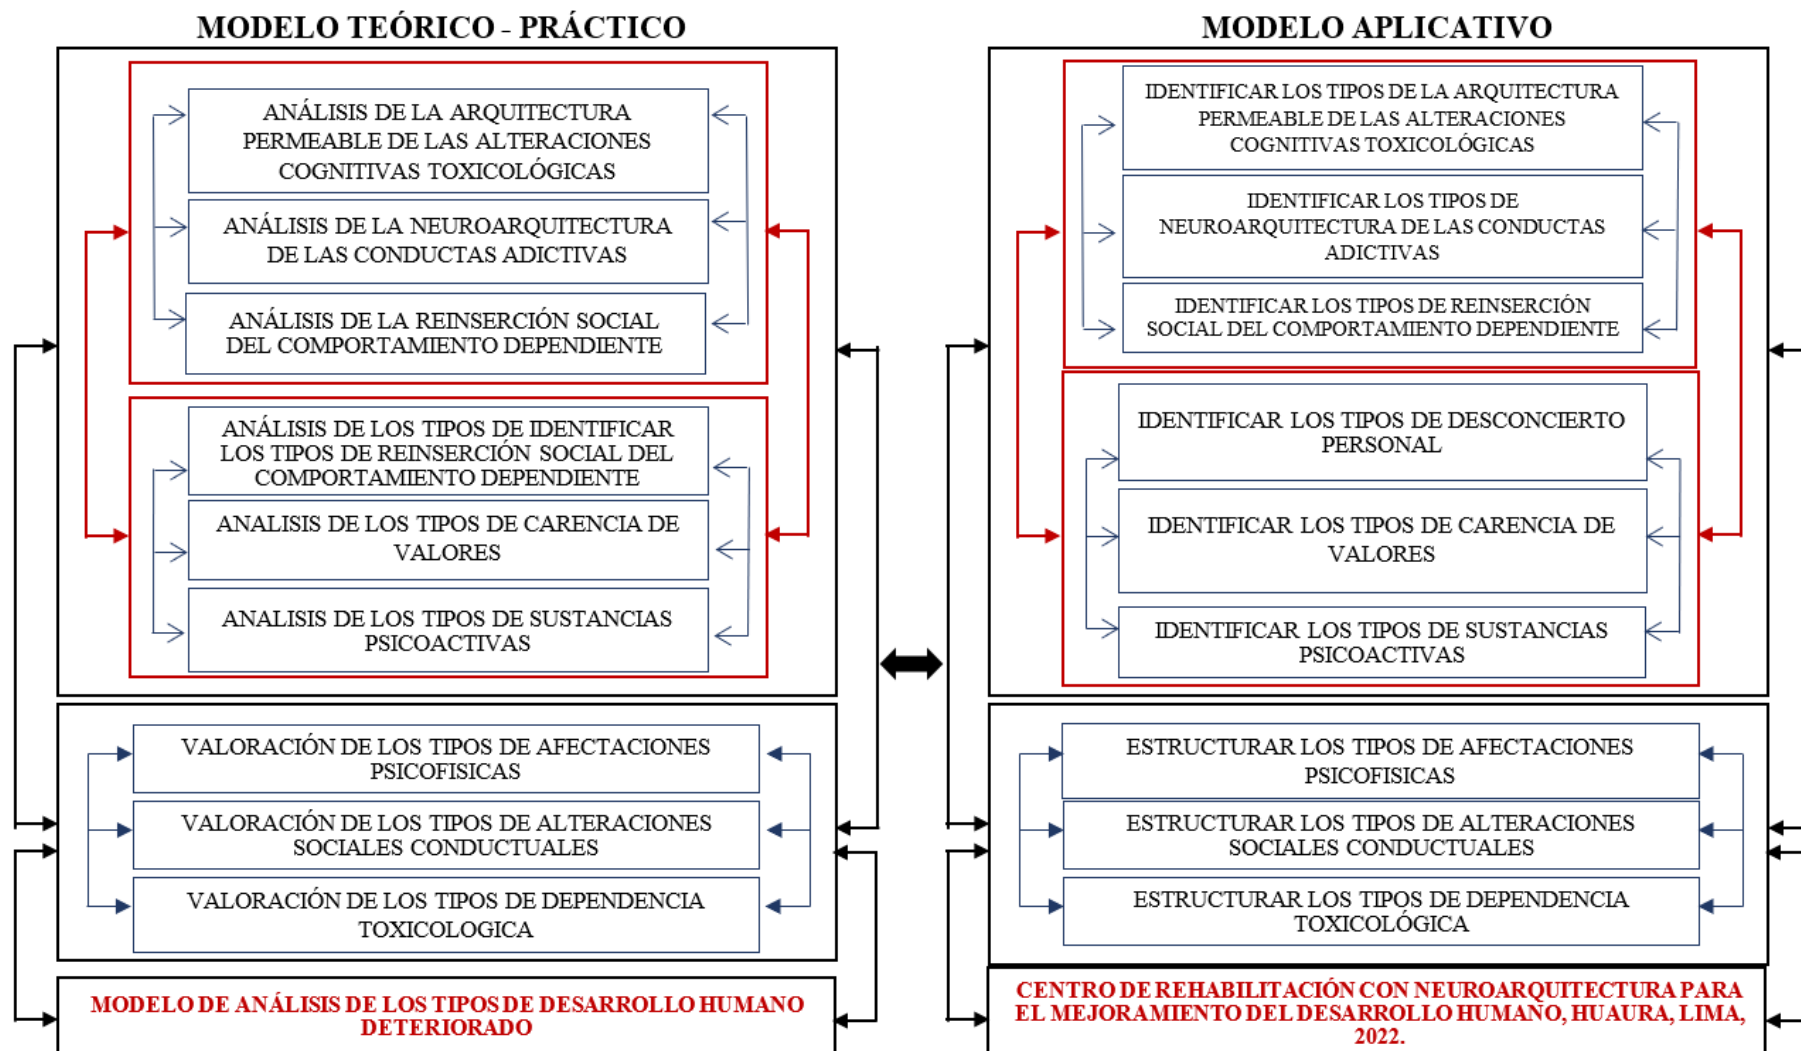 MODELO TEÓRICO - PRÁCTICO
ANÁLISIS DE LA ARQUITECTURA
PERMEABLE DE LAS ALTERACIONES
COGNITIVAS TOXICOLÓGICAS
ANÁLISIS DE LA NEUROARQUITECTURA
DE LAS CONDUCTAS ADICTIVAS
ANÁLISIS DE LA REINSERCIÓN SOCIAL
DEL COMPORTAMIENTO DEPENDIENTE
ANÁLISIS DE LOS TIPOS DE IDENTIFICAR
LOS TIPOS DE REINSERCIÓN SOCIAL DEL
COMPORTAMIENTO DEPENDIENTE
ANALISIS DE LOS TIPOS DE CARENCIA DE
VALORES
ANALISIS DE LOS TIPOS DE SUSTANCIAS
PSICOACTIVAS
VALORACIÓN DE LOS TIPOS DE AFECTACIONES
PSICOFISICAS
VALORACIÓN DE LOS TIPOS DE ALTERACIONES
SOCIALES CONDUCTUALES
VALORACIÓN DE LOS TIPOS DE DEPENDENCIA
TOXICOLOGICA
MODELO DE ANÁLISIS DE LOS TIPOS DE DESARROLLO HUMANO
DETERIORADO
MODELO APLICATIVO
IDENTIFICAR LOS TIPOS DE LA ARQUITECTURA
PERMEABLE DE LAS ALTERACIONES
COGNITIVAS TOXICOLÓGICAS
IDENTIFICAR LOS TIPOS DE
NEUROARQUITECTURA DE LAS CONDUCTAS
ADICTIVAS
IDENTIFICAR LOS TIPOS DE REINSERCIÓN
SOCIAL DEL COMPORTAMIENTO DEPENDIENTE
IDENTIFICAR LOS TIPOS DE DESCONCIERTO
PERSONAL
IDENTIFICAR LOS TIPOS DE CARENCIA DE
VALORES
IDENTIFICAR LOS TIPOS DE SUSTANCIAS
PSICOACTIVAS
ESTRUCTURAR LOS TIPOS DE AFECTACIONES
PSICOFISICAS
ESTRUCTURAR LOS TIPOS DE ALTERACIONES
SOCIALES CONDUCTUALES
ESTRUCTURAR LOS TIPOS DE DEPENDENCIA
TOXICOLÓGICA
CENTRO DE REHABILITACIÓN CON NEUROARQUITECTURA PARA
EL MEJORAMIENTO DEL DESARROLLO HUMANO, HUAURA, LIMA,
2022.